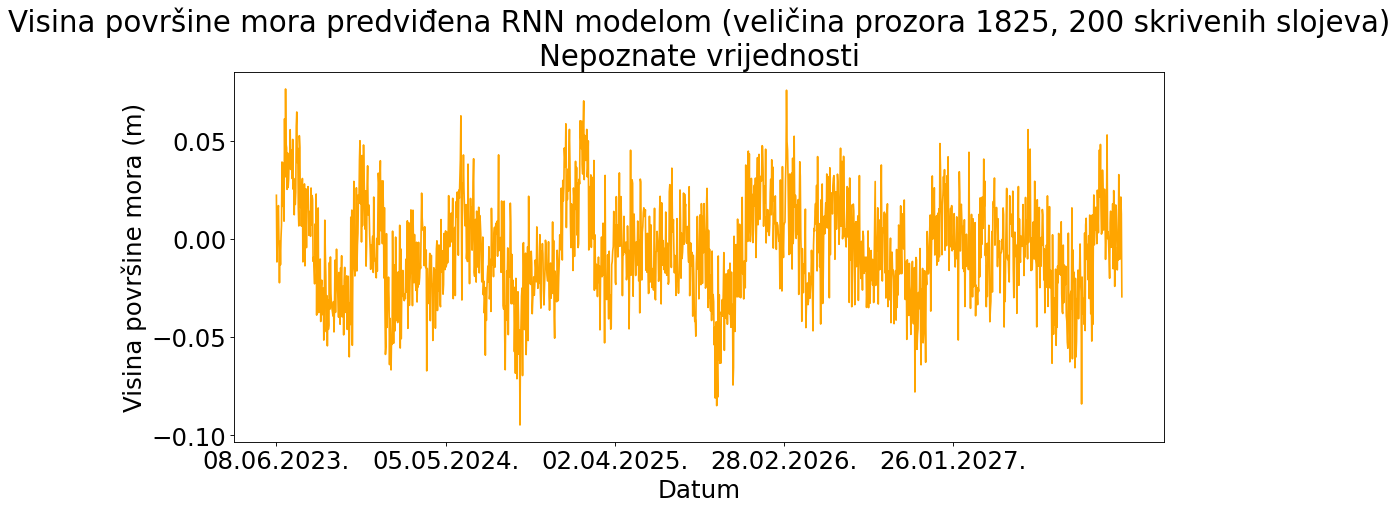 Visina površine mora predviđena RNN modelom (veličina prozora 1825, 200 skrivenih slojeva)
Nepoznate vrijednosti
Visina površine mora (m)
0.05
0.00
−0.05
−0.10
08.06.2023. 05.05.2024. 02.04.2025. 28.02.2026. 26.01.2027.
Datum